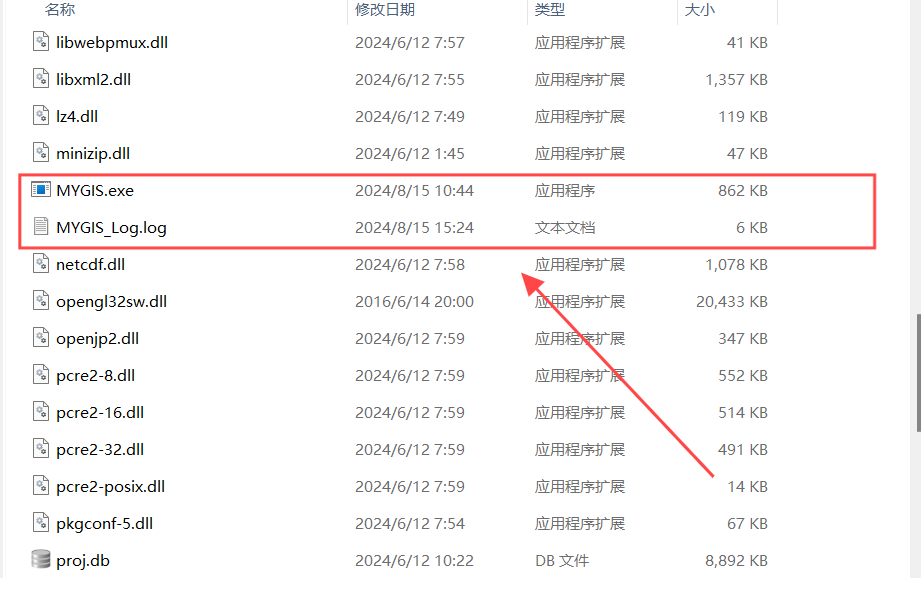 名称 修改日期 类型 大小
libwebpmux.dll 2024/6/12 7:57 应用程序扩展 41 KB
libxml2.dll 2024/6/12 7:55 应用程序扩展 1,357 KB
lz4.dll 2024/6/12 7:49 应用程序扩展 119 KB
minizip.dll 2024/6/12 1:45 应用程序扩展 47 KB
MYGIS.exe 2024/8/15 10:44 应用程序 862 KB
MYGIS_Log.log 2024/8/15 15:24 文本文档 6 KB
netcdf.dll 2024/6/12 7:58 应用程序扩展 1,078 KB
opengl32sw.dll 2016/6/14 20:00 应用程序扩展 20,433 KB
openjp2.dll 2024/6/12 7:59 应用程序扩展 347 KB
pcre2-8.dll 2024/6/12 7:59 应用程序扩展 552 KB
pcre2-16.dll 2024/6/12 7:59 应用程序扩展 514 KB
pcre2-32.dll 2024/6/12 7:59 应用程序扩展 491 KB
pcre2-posix.dll 2024/6/12 7:59 应用程序扩展 14 KB
pkgconf-5.dll 2024/6/12 7:54 应用程序扩展 67 KB
proj.db 2024/6/12 10:22 DB 文件 8,892 KB